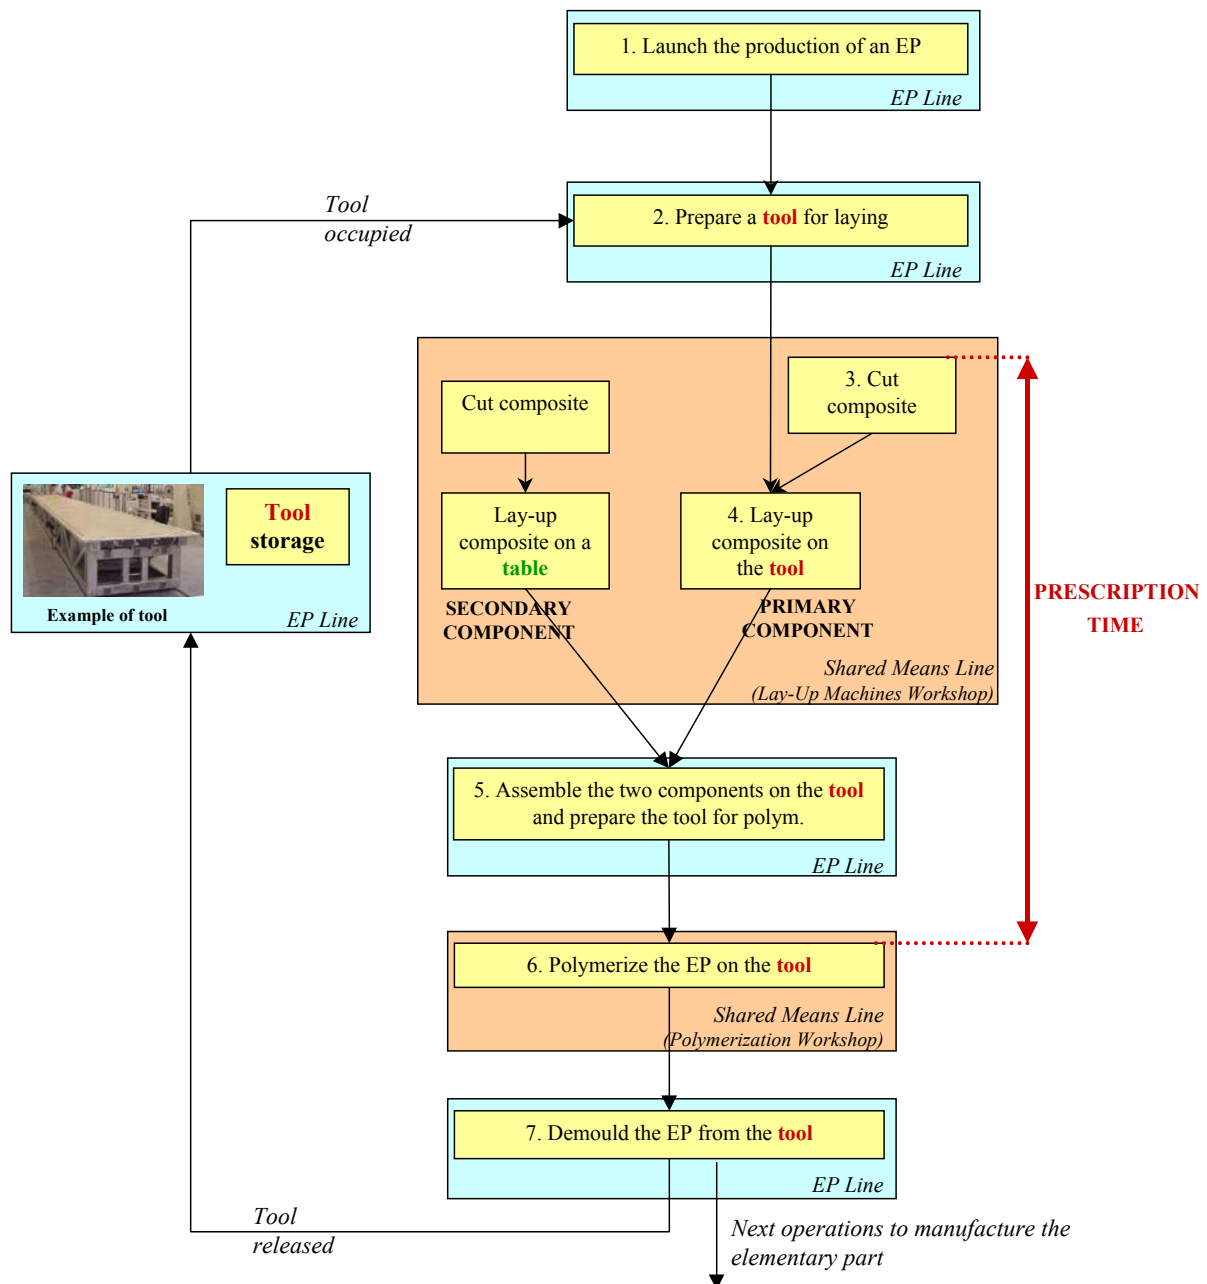 1. Launch the production of an EP
EP Line
Tool
occupied
2. Prepare a tool for laying
EP Line
Cut composite
3. Cut
composite
Lay-up
composite on a
table
SECONDARY
COMPONENT
4. Lay-up
composite on
the tool
PRIMARY
COMPONENT
Shared Means Line
(Lay-Up Machines Workshop)
PRESCRIPTION
TIME
Tool
storage
Example of tool
EP Line
5. Assemble the two components on the tool
and prepare the tool for polym.
EP Line
6. Polymerize the EP on the tool
Shared Means Line
(Polymerization Workshop)
7. Demould the EP from the tool
EP Line
Tool
released
Next operations to manufacture the
elementary part